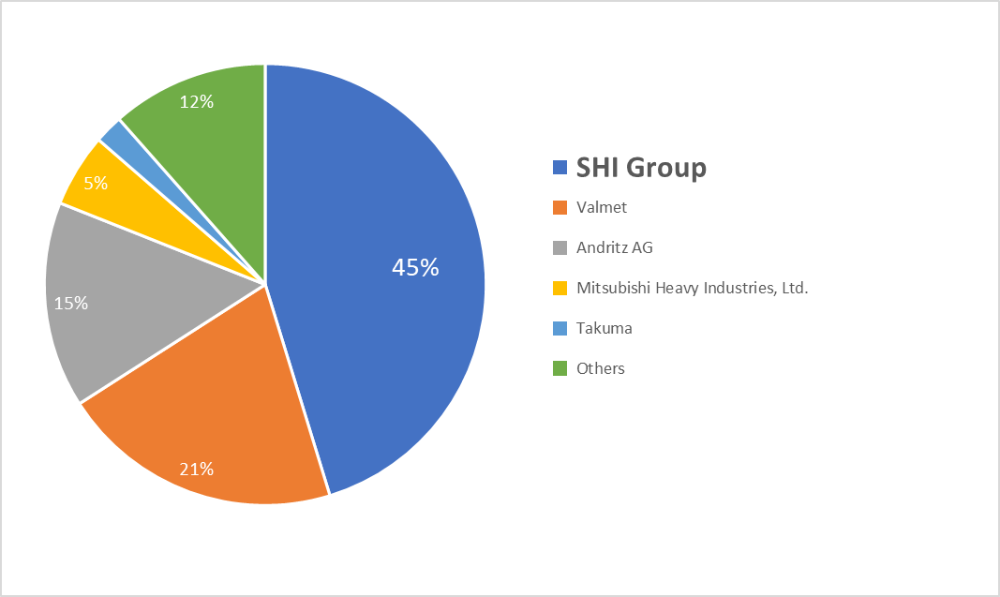 12%
5%
45%
15%
21%
SHI Group
Valmet
Andritz AG
Mitsubishi Heavy Industries, Ltd.
Takuma
Others